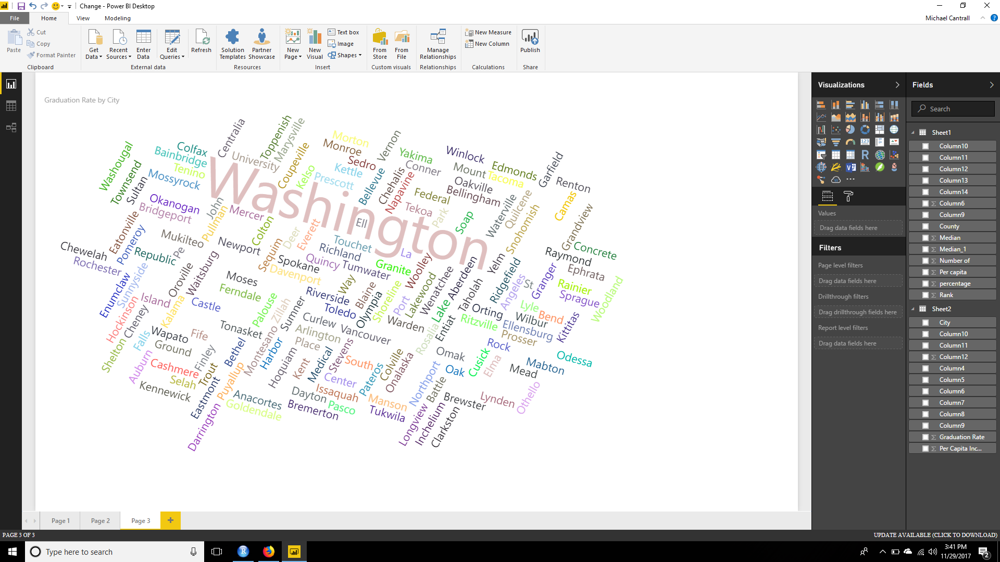 Change - Power BI Desktop
File Home View Modeling
Michael Cantrall
Paste
Cut
Copy
Format Painter
Clipboard
Get Data
Recent Sources
Enter Data
Edit Queries
Refresh
External data
Solution Templates
Partner Showcase
Resources
New Page
New Visual
Text box
Image
Shapes
Insert
From Store
From File
Custom visuals
Manage Relationships
Relationships
New Measure
New Column
Calculations
Publish
Share
Graduation Rate by City
Washington
Centralia
Toppenish
Marysville
Morton
Monroe
Sedro
Vernon
Yakima
Conner
Winlock
Mount
Edmonds
Tacoma
Garfield
Renton
Washougal
Townsend
Sultan
Colfax
Bainbridge
Tenino
Mossyrock
University
Coupeville
Kelso
Kettle
Prescott
Bellevue
Chehalis
Napavine
Federal
Oakville
Bellingham
Camas
Grandview
Okanogan
Bridgeport
John
Pullman
Mercer
Colton
Deer
Everett
Ell
Tekoa
Park
Soap
Waterville
Quilcene
Snohomish
Eatonville
Pomeroy
Mukilteo
Newport
Sequim
Touchet
Richland
La
Concrete
Raymond
Ephrata
Chewelah
Rochester
Republic
Pe
Oroville
Waitsburg
Spokane
Davenport
Quincy
Tumwater
Granite
Woolley
Yelm
Aberdeen
Ridgefield
Granger
Rainier
Sprague
Woodland
Enumclaw
Sunnyside
Moses
Ferndale
Way
Blaine
Olympia
Shoreline
Port
Lakewood
Wenatchee
Lake
Taholah
Angeles
St
Lyle
Bend
Hockinson
Cheney
Island
Kalama
Castle
Palouse
Zillah
Sumner
Riverside
Toledo
Curlew
Vancouver
Warden
Rosalia
Entiat
Orting
Ritzville
Wilbur
Ellensburg
Prosser
Kittitas
Shelton
Falls
Wapato
Ground
Fife
Tonasket
Arlington
Place
Auburn
Cashmere
Selah
Kennewick
Finley
Trout
Bethel
Montesano
Harbor
Hoquiam
Kent
Medical
Stevens
South
Center
Pateros
Colville
Onalaska
Omak
Oak
Rock
Cusick
Elma
Mead
Mabton
Odessa
Eastmont
Puyallup
Darrington
Anacortes
Goldendale
Dayton
Bremerton
Issaquah
Pasco
Manson
Tukwila
Northport
Battle
Longview
Inchelium
Clarkston
Brewster
Lynden
Othello
Visualizations
Values
Drag data fields here
Filters
Page level filters
Drag data fields here
Drillthrough filters
Drag drillthrough fields here
Report level filters
Drag data fields here
Fields
Search
Sheet1
Column10
Column11
Column12
Column13
Column14
Σ Column6
Column9
County
Σ Median
Σ Median_1
Σ Number of
Σ Per capita
Σ percentage
Σ Rank
Sheet2
City
Column10
Column11
Σ Column12
Column4
Column5
Column6
Column7
Column8
Column9
Σ Graduation Rate
Σ Per Capita Inc...
Page 1 Page 2 Page 3 +
PAGE 3 OF 3
UPDATE AVAILABLE (CLICK TO DOWNLOAD)
Type here to search
3:41 PM
11/29/2017
2